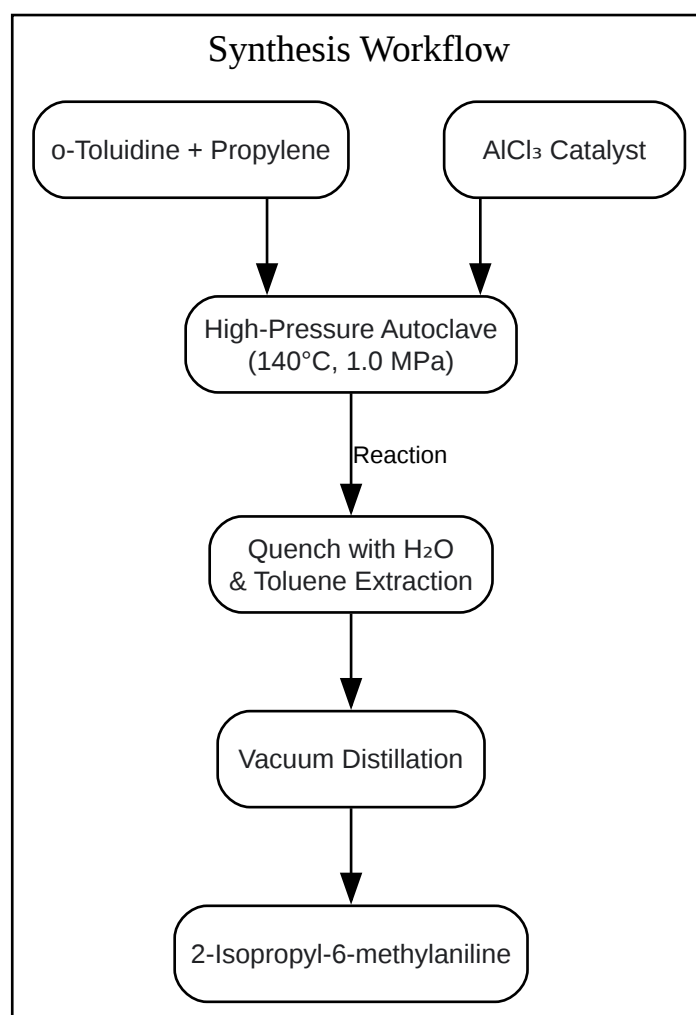 Synthesis Workflow
o-Toluidine + Propylene
AlCl₃ Catalyst
High-Pressure Autoclave
(140°C, 1.0 MPa)
Reaction
Quench with H₂O
& Toluene Extraction
Vacuum Distillation
2-Isopropyl-6-methylaniline